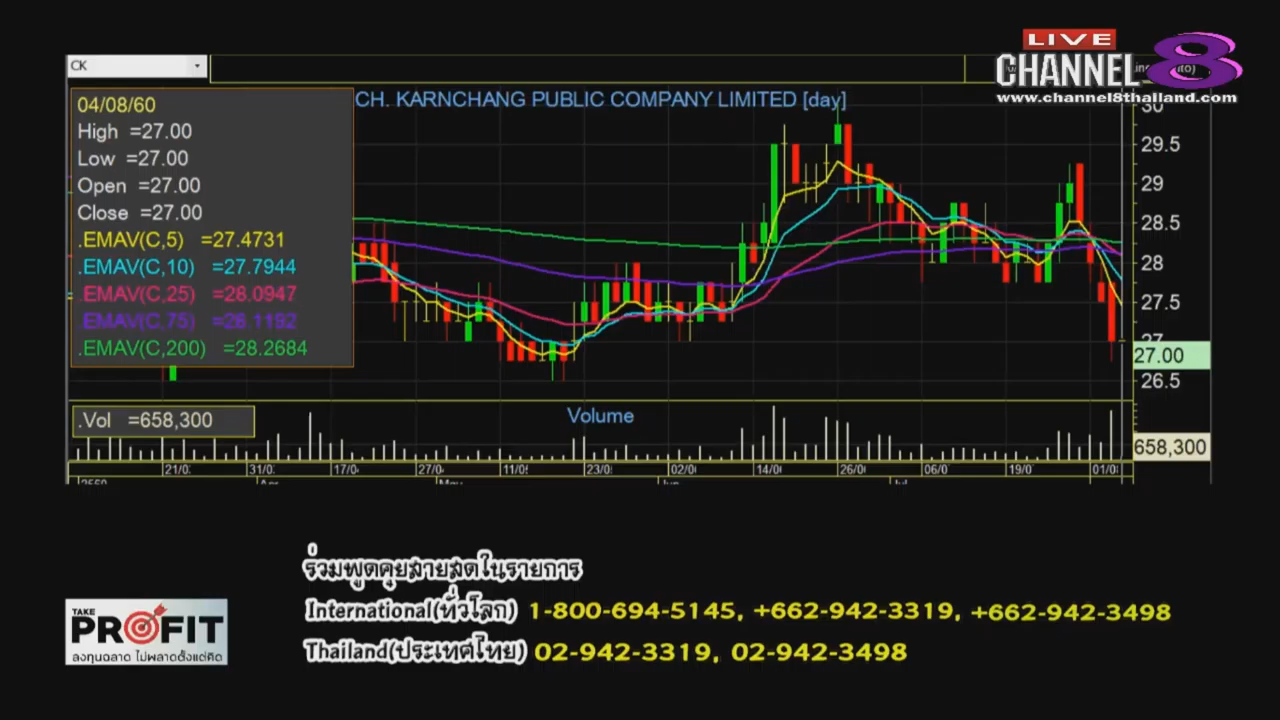 LIVE
CHANNEL 8
www.channel8thailand.com
CK
CH. KARNCHANG PUBLIC COMPANY LIMITED [day]
04/08/60
High =27.00
Low =27.00
Open =27.00
Close =27.00
.EMAV(C,5) =27.4731
.EMAV(C,10) =27.7944
.EMAV(C,25) =28.0947
.EMAV(C,75) =28.1192
.EMAV(C,200) =28.2684
30
29.5
29
28.5
28
27.5
27
27.00
26.5
.Vol =658,300
Volume
658,300
21/0
31/0
17/0
27/0
11/0
23/0
02/0
14/0
26/0
06/0
19/0
01/0
ร่วมพูดคุยสายสดในรายการ
International(ทั่วโลก) 1-800-694-5145, +662-942-3319, +662-942-3498
Thailand(ประเทศไทย) 02-942-3319, 02-942-3498
TAKE
PROFIT
ลงทุนฉลาด ไม่พลาดตั้งแต่คิด